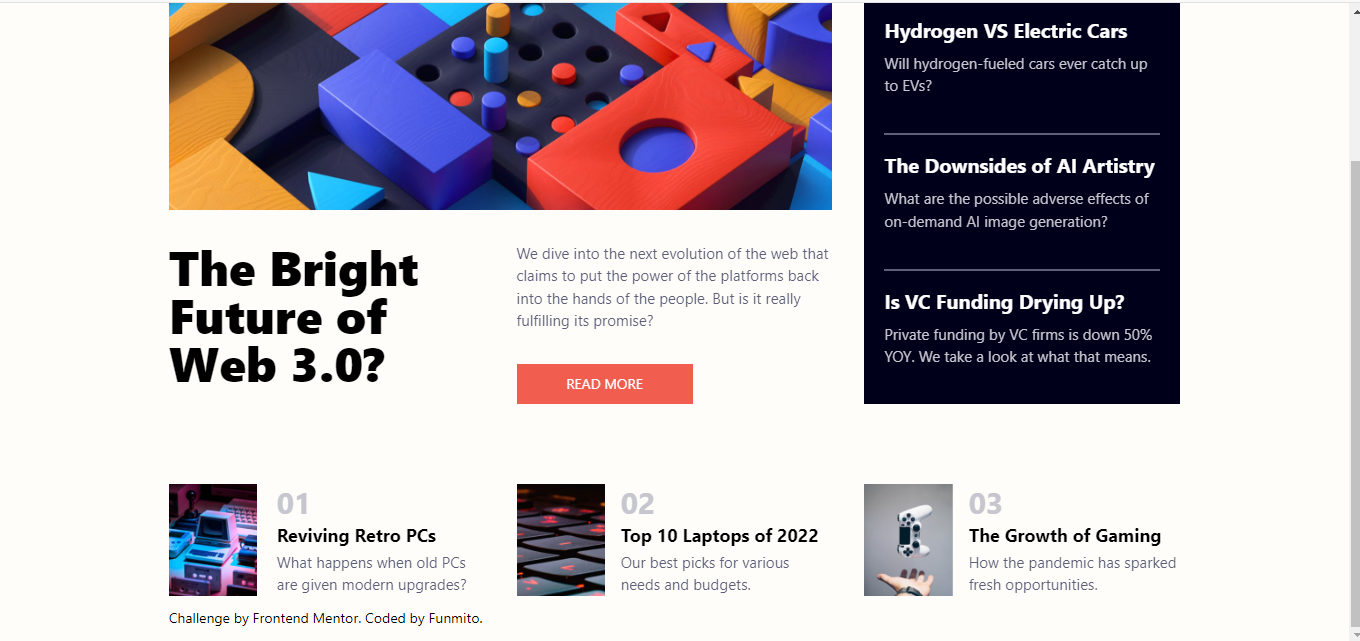 Hydrogen VS Electric Cars
Will hydrogen-fueled cars ever catch up
to EVs?
The Downsides of AI Artistry
What are the possible adverse effects of
on-demand AI image generation?
Is VC Funding Drying Up?
Private funding by VC firms is down 50%
YOY. We take a look at what that means.
The Bright
Future of
Web 3.0?
We dive into the next evolution of the web that
claims to put the power of the platforms back
into the hands of the people. But is it really
fulfilling its promise?
READ MORE
01
Reviving Retro PCs
What happens when old PCs
are given modern upgrades?
02
Top 10 Laptops of 2022
Our best picks for various
needs and budgets.
03
The Growth of Gaming
How the pandemic has sparked
fresh opportunities.
Challenge by Frontend Mentor. Coded by Funmito.